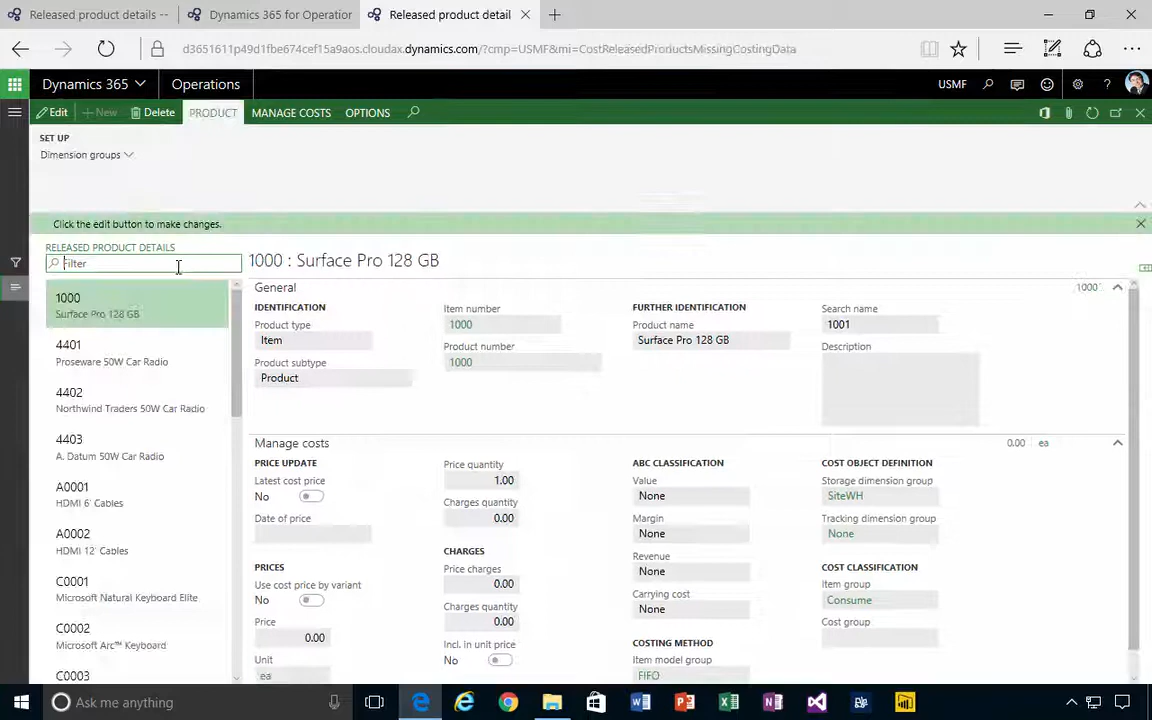 Released product details --
Dynamics 365 for Operation
Released product detail
d3651611p49d1fbe674cef15a9aos.cloudax.dynamics.com/?cmp=USMF&mi=CostReleasedProductsMissingCostingData
Dynamics 365
Operations
USMF
?
Edit
New
Delete
PRODUCT
MANAGE COSTS
OPTIONS
SET UP
Dimension groups
Click the edit button to make changes.
RELEASED PRODUCT DETAILS
Filter
1000
Surface Pro 128 GB
4401
Proseware 50W Car Radio
4402
Northwind Traders 50W Car Radio
4403
A. Datum 50W Car Radio
A0001
HDMI 6' Cables
A0002
HDMI 12' Cables
C0001
Microsoft Natural Keyboard Elite
C0002
Microsoft Arc™ Keyboard
C0003
1000 : Surface Pro 128 GB
General
1000
IDENTIFICATION
Product type
Item
Product subtype
Product
Item number
1000
Product number
1000
FURTHER IDENTIFICATION
Product name
Surface Pro 128 GB
Search name
1001
Description
Manage costs
0.00
ea
PRICE UPDATE
Latest cost price
No
Date of price
PRICES
Use cost price by variant
No
Price
0.00
Unit
ea
Price quantity
1.00
Charges quantity
0.00
CHARGES
Price charges
0.00
Charges quantity
0.00
Incl. in unit price
No
ABC CLASSIFICATION
Value
None
Margin
None
Revenue
None
Carrying cost
None
COSTING METHOD
Item model group
FIFO
COST OBJECT DEFINITION
Storage dimension group
SiteWH
Tracking dimension group
None
COST CLASSIFICATION
Item group
Consume
Cost group
Ask me anything